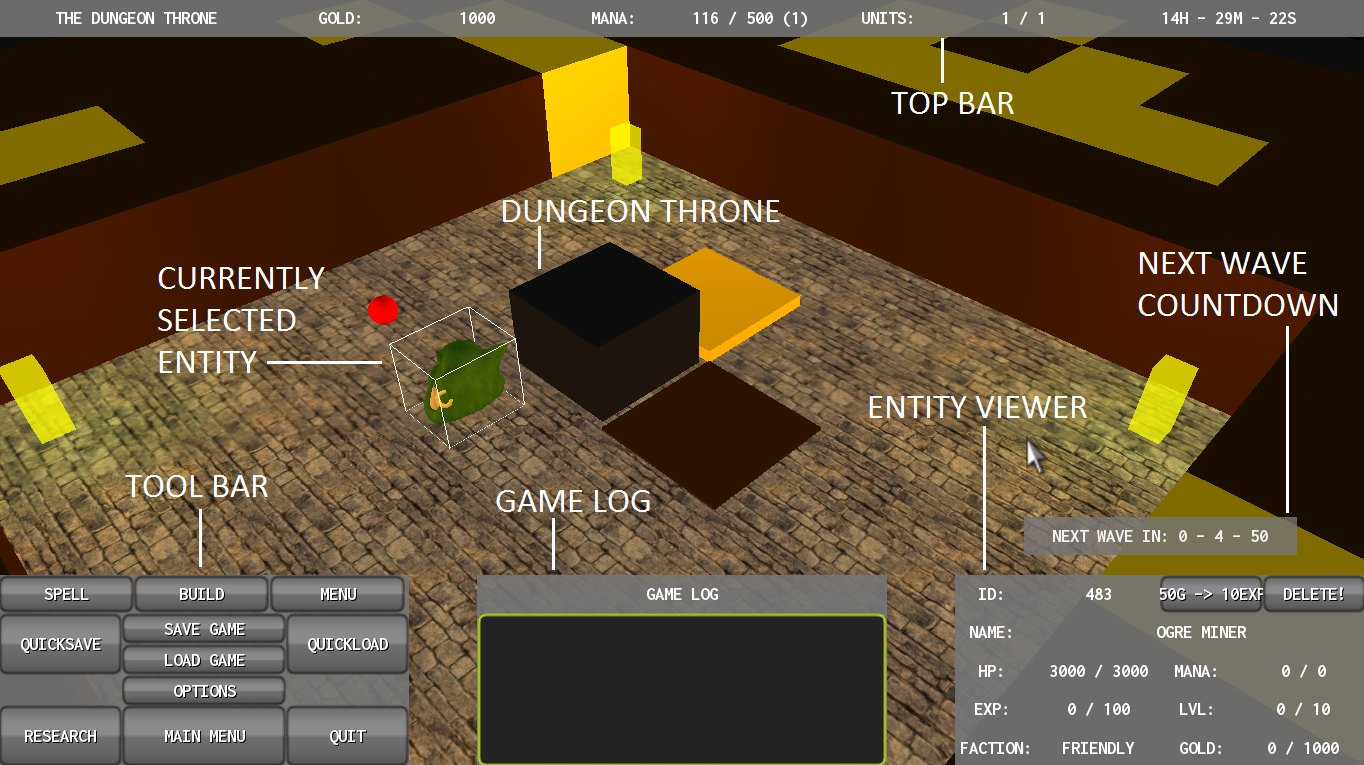 THE DUNGEON THRONE GOLD: 1000 MANA: 116 / 500 (1) UNITS: 1 / 1 14H - 29M - 22S
TOP BAR
DUNGEON THRONE
CURRENTLY
SELECTED
ENTITY
NEXT WAVE
COUNTDOWN
ENTITY VIEWER
TOOL BAR
GAME LOG
NEXT WAVE IN: 0 - 4 - 50
SPELL BUILD MENU
QUICKSAVE SAVE GAME QUICKLOAD
LOAD GAME
OPTIONS
RESEARCH MAIN MENU QUIT
GAME LOG
ID: 483 50G -> 10EXP DELETE!
NAME: OGRE MINER
HP: 3000 / 3000 MANA: 0 / 0
EXP: 0 / 100 LVL: 0 / 10
FACTION: FRIENDLY GOLD: 0 / 1000